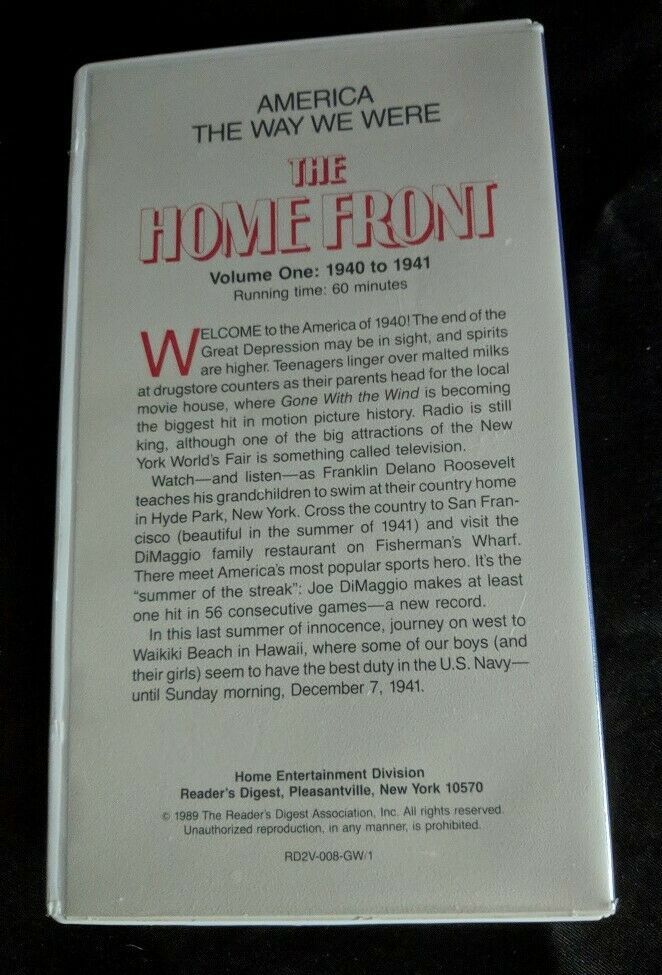 AMERICA
THE WAY WE WERE
THE
HOME FRONT
Volume One: 1940 to 1941
Running time: 60 minutes
WELCOME to the America of 1940! The end of the
Great Depression may be in sight, and spirits
are higher. Teenagers linger over malted milks
at drugstore counters as their parents head for the local
movie house, where Gone With the Wind is becoming
the biggest hit in motion picture history. Radio is still
king, although one of the big attractions of the New
York World's Fair is something called television.
Watch—and listen—as Franklin Delano Roosevelt
teaches his grandchildren to swim at their country home
in Hyde Park, New York. Cross the country to San Fran-
cisco (beautiful in the summer of 1941) and visit the
DiMaggio family restaurant on Fisherman's Wharf.
There meet America's most popular sports hero. It's the
"summer of the streak": Joe DiMaggio makes at least
one hit in 56 consecutive games—a new record.
In this last summer of innocence, journey on west to
Waikiki Beach in Hawaii, where some of our boys (and
their girls) seem to have the best duty in the U.S. Navy—
until Sunday morning, December 7, 1941.
Home Entertainment Division
Reader's Digest, Pleasantville, New York 10570
© 1989 The Reader's Digest Association, Inc. All rights reserved.
Unauthorized reproduction, in any manner, is prohibited.
RD2V-008-GW/1